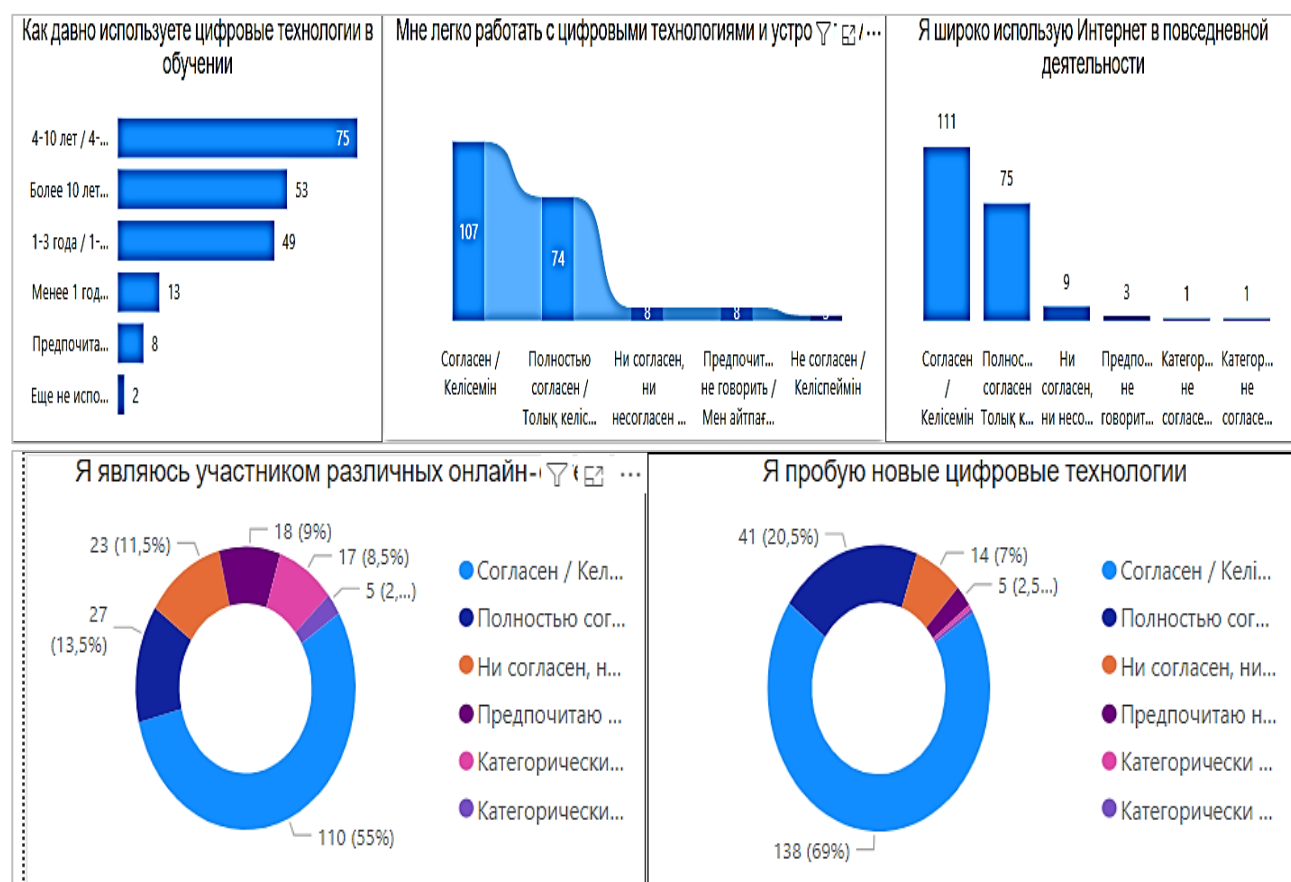 Как давно используете цифровые технологии в
обучении
4-10 лет / 4-...
75
Более 10 лет...
53
1-3 года / 1-...
49
Менее 1 год...
13
Предпочита...
8
Еще не испо...
2
Мне легко работать с цифровыми технологиями и устро
107
74
8
8
Согласен /
Келісемін
Полностью
согласен /
Толық келіс...
Ни согласен,
ни
несогласен ...
Предпочит...
не говорить /
Мен айтпағ...
Не согласен /
Келіспеймін
Я широко использую Интернет в повседневной
деятельности
111
75
9
3
1
1
Согласен
/
Келісемін
Полнос...
согласен
Толық к...
Ни
согласен,
ни несо...
Предпо...
не
говорит...
Категор...
не
согласе...
Категор...
не
согласе...
Я являюсь участником различных онлайн-
23 (11,5%)
18 (9%)
17 (8,5%)
5 (2,...)
27
(13,5%)
110 (55%)
Согласен / Кел...
Полностью сог...
Ни согласен, н...
Предпочитаю ...
Категорически...
Категорически...
Я пробую новые цифровые технологии
41 (20,5%)
14 (7%)
5 (2,5...)
138 (69%)
Согласен / Келі...
Полностью сог...
Ни согласен, ни...
Предпочитаю н...
Категорически ...
Категорически ...